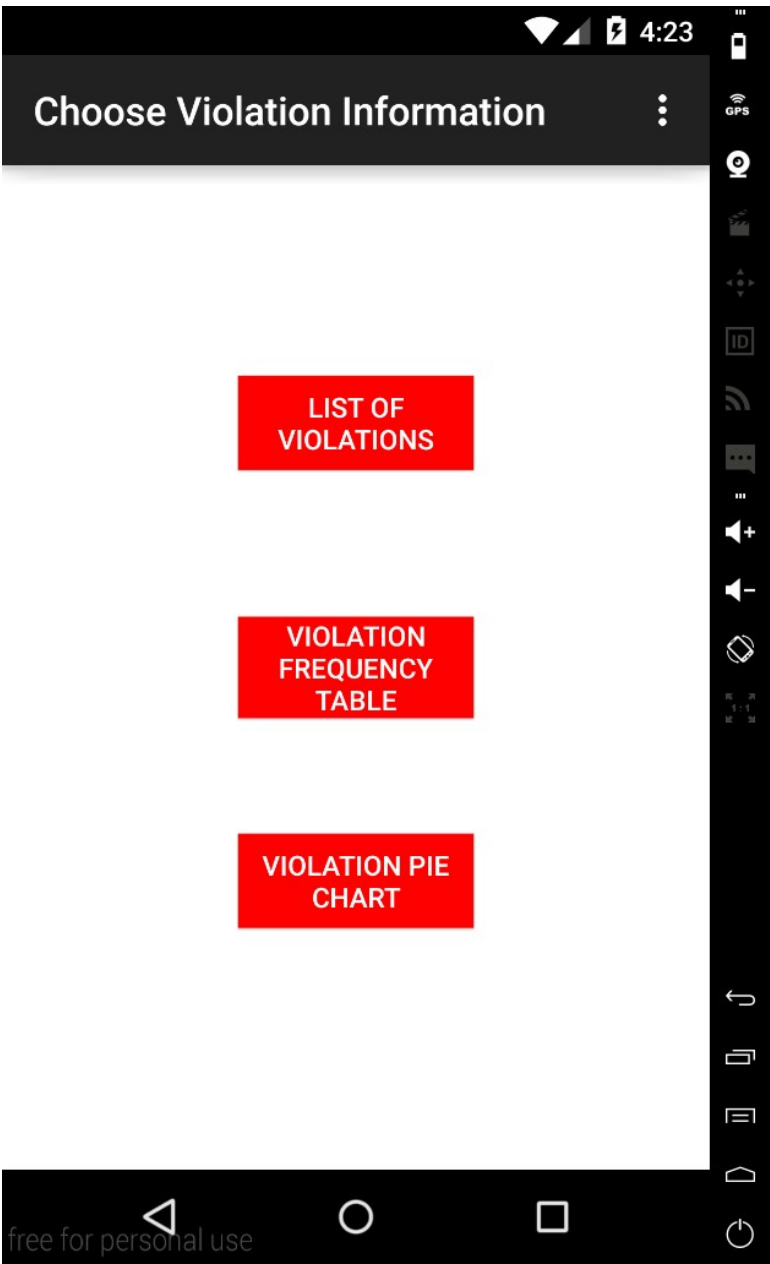 4:23
Choose Violation Information
GPS
ID
LIST OF
VIOLATIONS
VIOLATION
FREQUENCY
TABLE
1:1
VIOLATION PIE
CHART
free for personal use